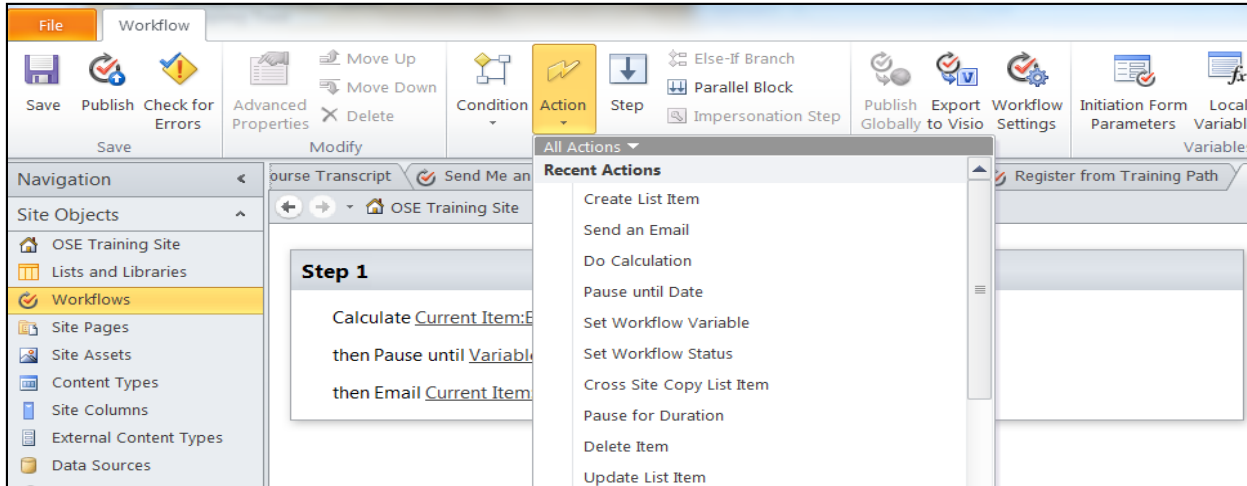 File
Workflow
Save
Publish
Check for
Errors
Save
Advanced
Properties
Move Up
Move Down
Delete
Modify
Condition
Action
Step
Else-If Branch
Parallel Block
Impersonation Step
Publish
Globally
Export
to Visio
Workflow
Settings
Initiation Form
Parameters
Local
Variabl
Variable
All Actions
Recent Actions
Create List Item
Send an Email
Do Calculation
Pause until Date
Set Workflow Variable
Set Workflow Status
Cross Site Copy List Item
Pause for Duration
Delete Item
Update List Item
Navigation
Site Objects
OSE Training Site
Lists and Libraries
Workflows
Site Pages
Site Assets
Content Types
Site Columns
External Content Types
Data Sources
ourse Transcript
Send Me an
Register from Training Path
OSE Training Site
Step 1
Calculate Current Item:E
then Pause until Variable
then Email Current Item: